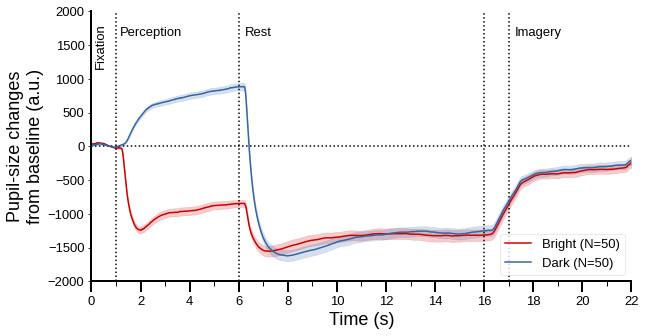 Pupil-size changes
from baseline (a.u.)
2000
1500
1000
500
0
−500
−1000
−1500
−2000
Fixation
Perception
Rest
Imagery
Bright (N=50)
Dark (N=50)
0 2 4 6 8 10 12 14 16 18 20 22
Time (s)